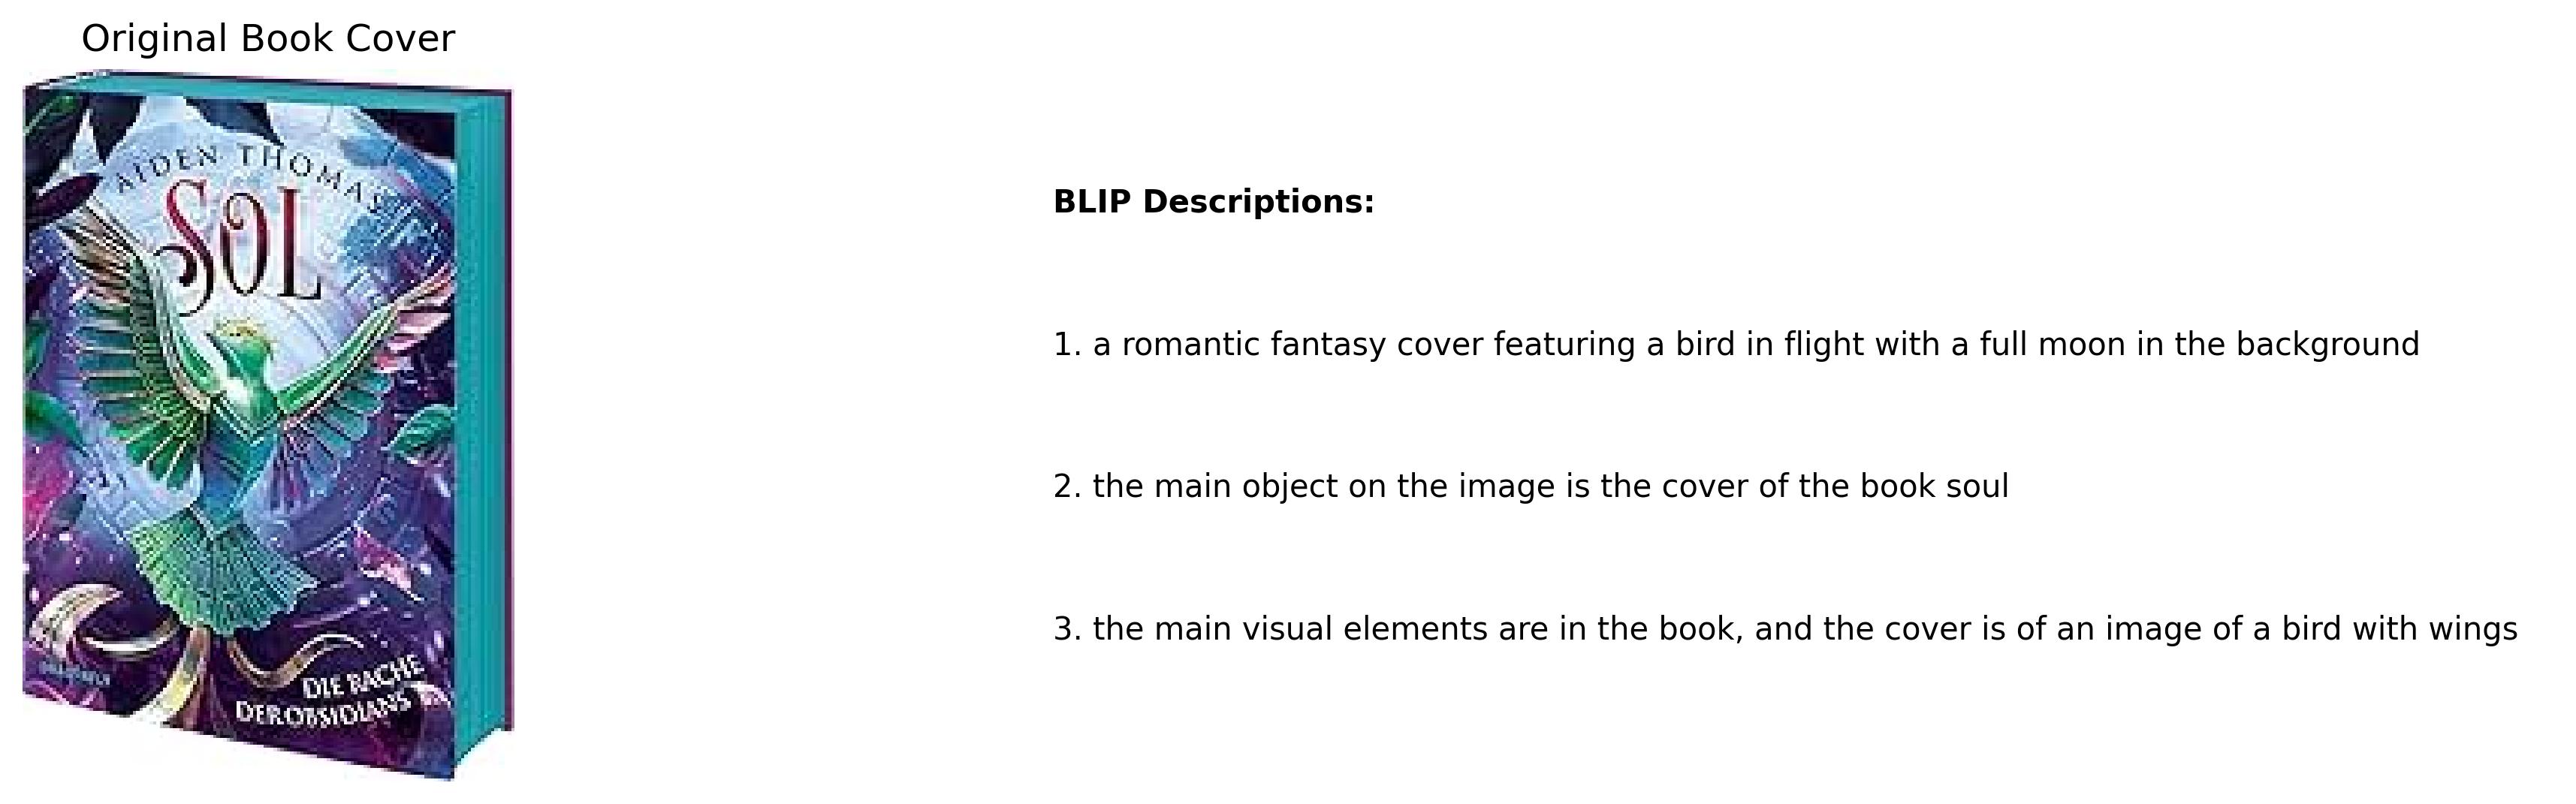 Original Book Cover
AIDEN THOMAS
SOL
DIE RACHE
DER OBSIDIANS
BLIP Descriptions:
1. a romantic fantasy cover featuring a bird in flight with a full moon in the background
2. the main object on the image is the cover of the book soul
3. the main visual elements are in the book, and the cover is of an image of a bird with wings